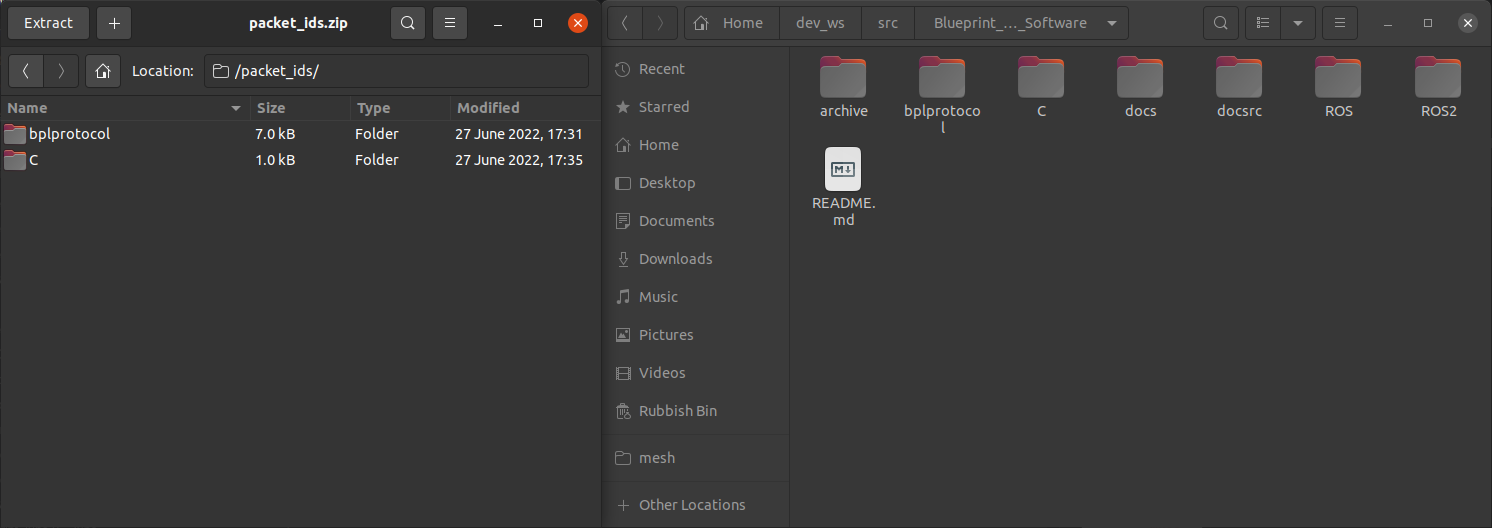 Extract
packet_ids.zip
Location:
/packet_ids/
Name Size Type Modified
bplprotocol 7.0 kB Folder 27 June 2022, 17:31
C 1.0 kB Folder 27 June 2022, 17:35
Home dev_ws src Blueprint_..._Software
Recent
Starred
Home
Desktop
Documents
Downloads
Music
Pictures
Videos
Rubbish Bin
mesh
Other Locations
archive
bplprotoco
l
C
docs
docsrc
ROS
ROS2
M
README.
md